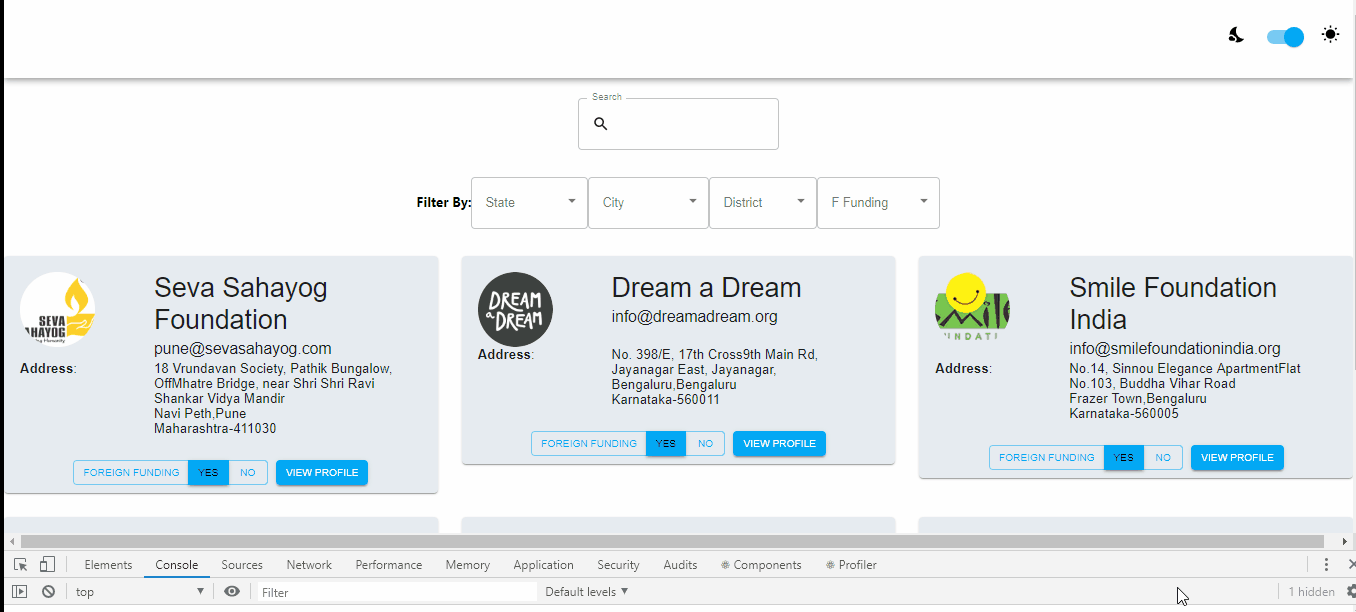 Search
Filter By: State City District F Funding
SEVA
HAYOG
Seva Sahayog
Foundation
pune@sevasahayog.com
Address:
18 Vrundavan Society, Pathik Bungalow,
OffMhatre Bridge, near Shri Shri Ravi
Shankar Vidya Mandir
Navi Peth,Pune
Maharashtra-411030
FOREIGN FUNDING YES NO VIEW PROFILE
DREAM
a DREAM
Dream a Dream
info@dreamadream.org
Address:
No. 398/E, 17th Cross9th Main Rd,
Jayanagar East, Jayanagar,
Bengaluru,Bengaluru
Karnataka-560011
FOREIGN FUNDING YES NO VIEW PROFILE
UNDATI
Smile Foundation
India
info@smilefoundationindia.org
Address:
No.14, Sinnou Elegance ApartmentFlat
No.103, Buddha Vihar Road
Frazer Town,Bengaluru
Karnataka-560005
FOREIGN FUNDING YES NO VIEW PROFILE
Elements Console Sources Network Performance Memory Application Security Audits Components Profiler
top Filter Default levels 1 hidden